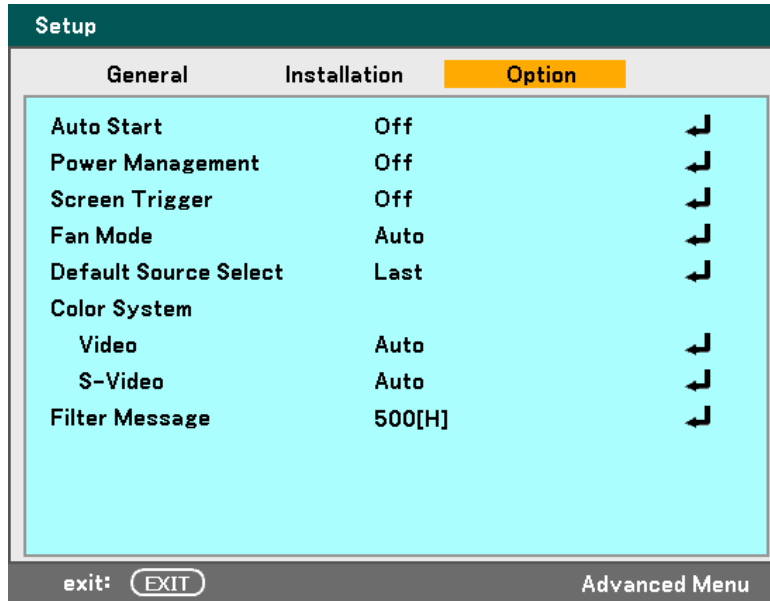 Setup
General Installation Option
Auto Start Off
Power Management Off
Screen Trigger Off
Fan Mode Auto
Default Source Select Last
Color System
Video Auto
S-Video Auto
Filter Message 500[H]
exit: EXIT Advanced Menu